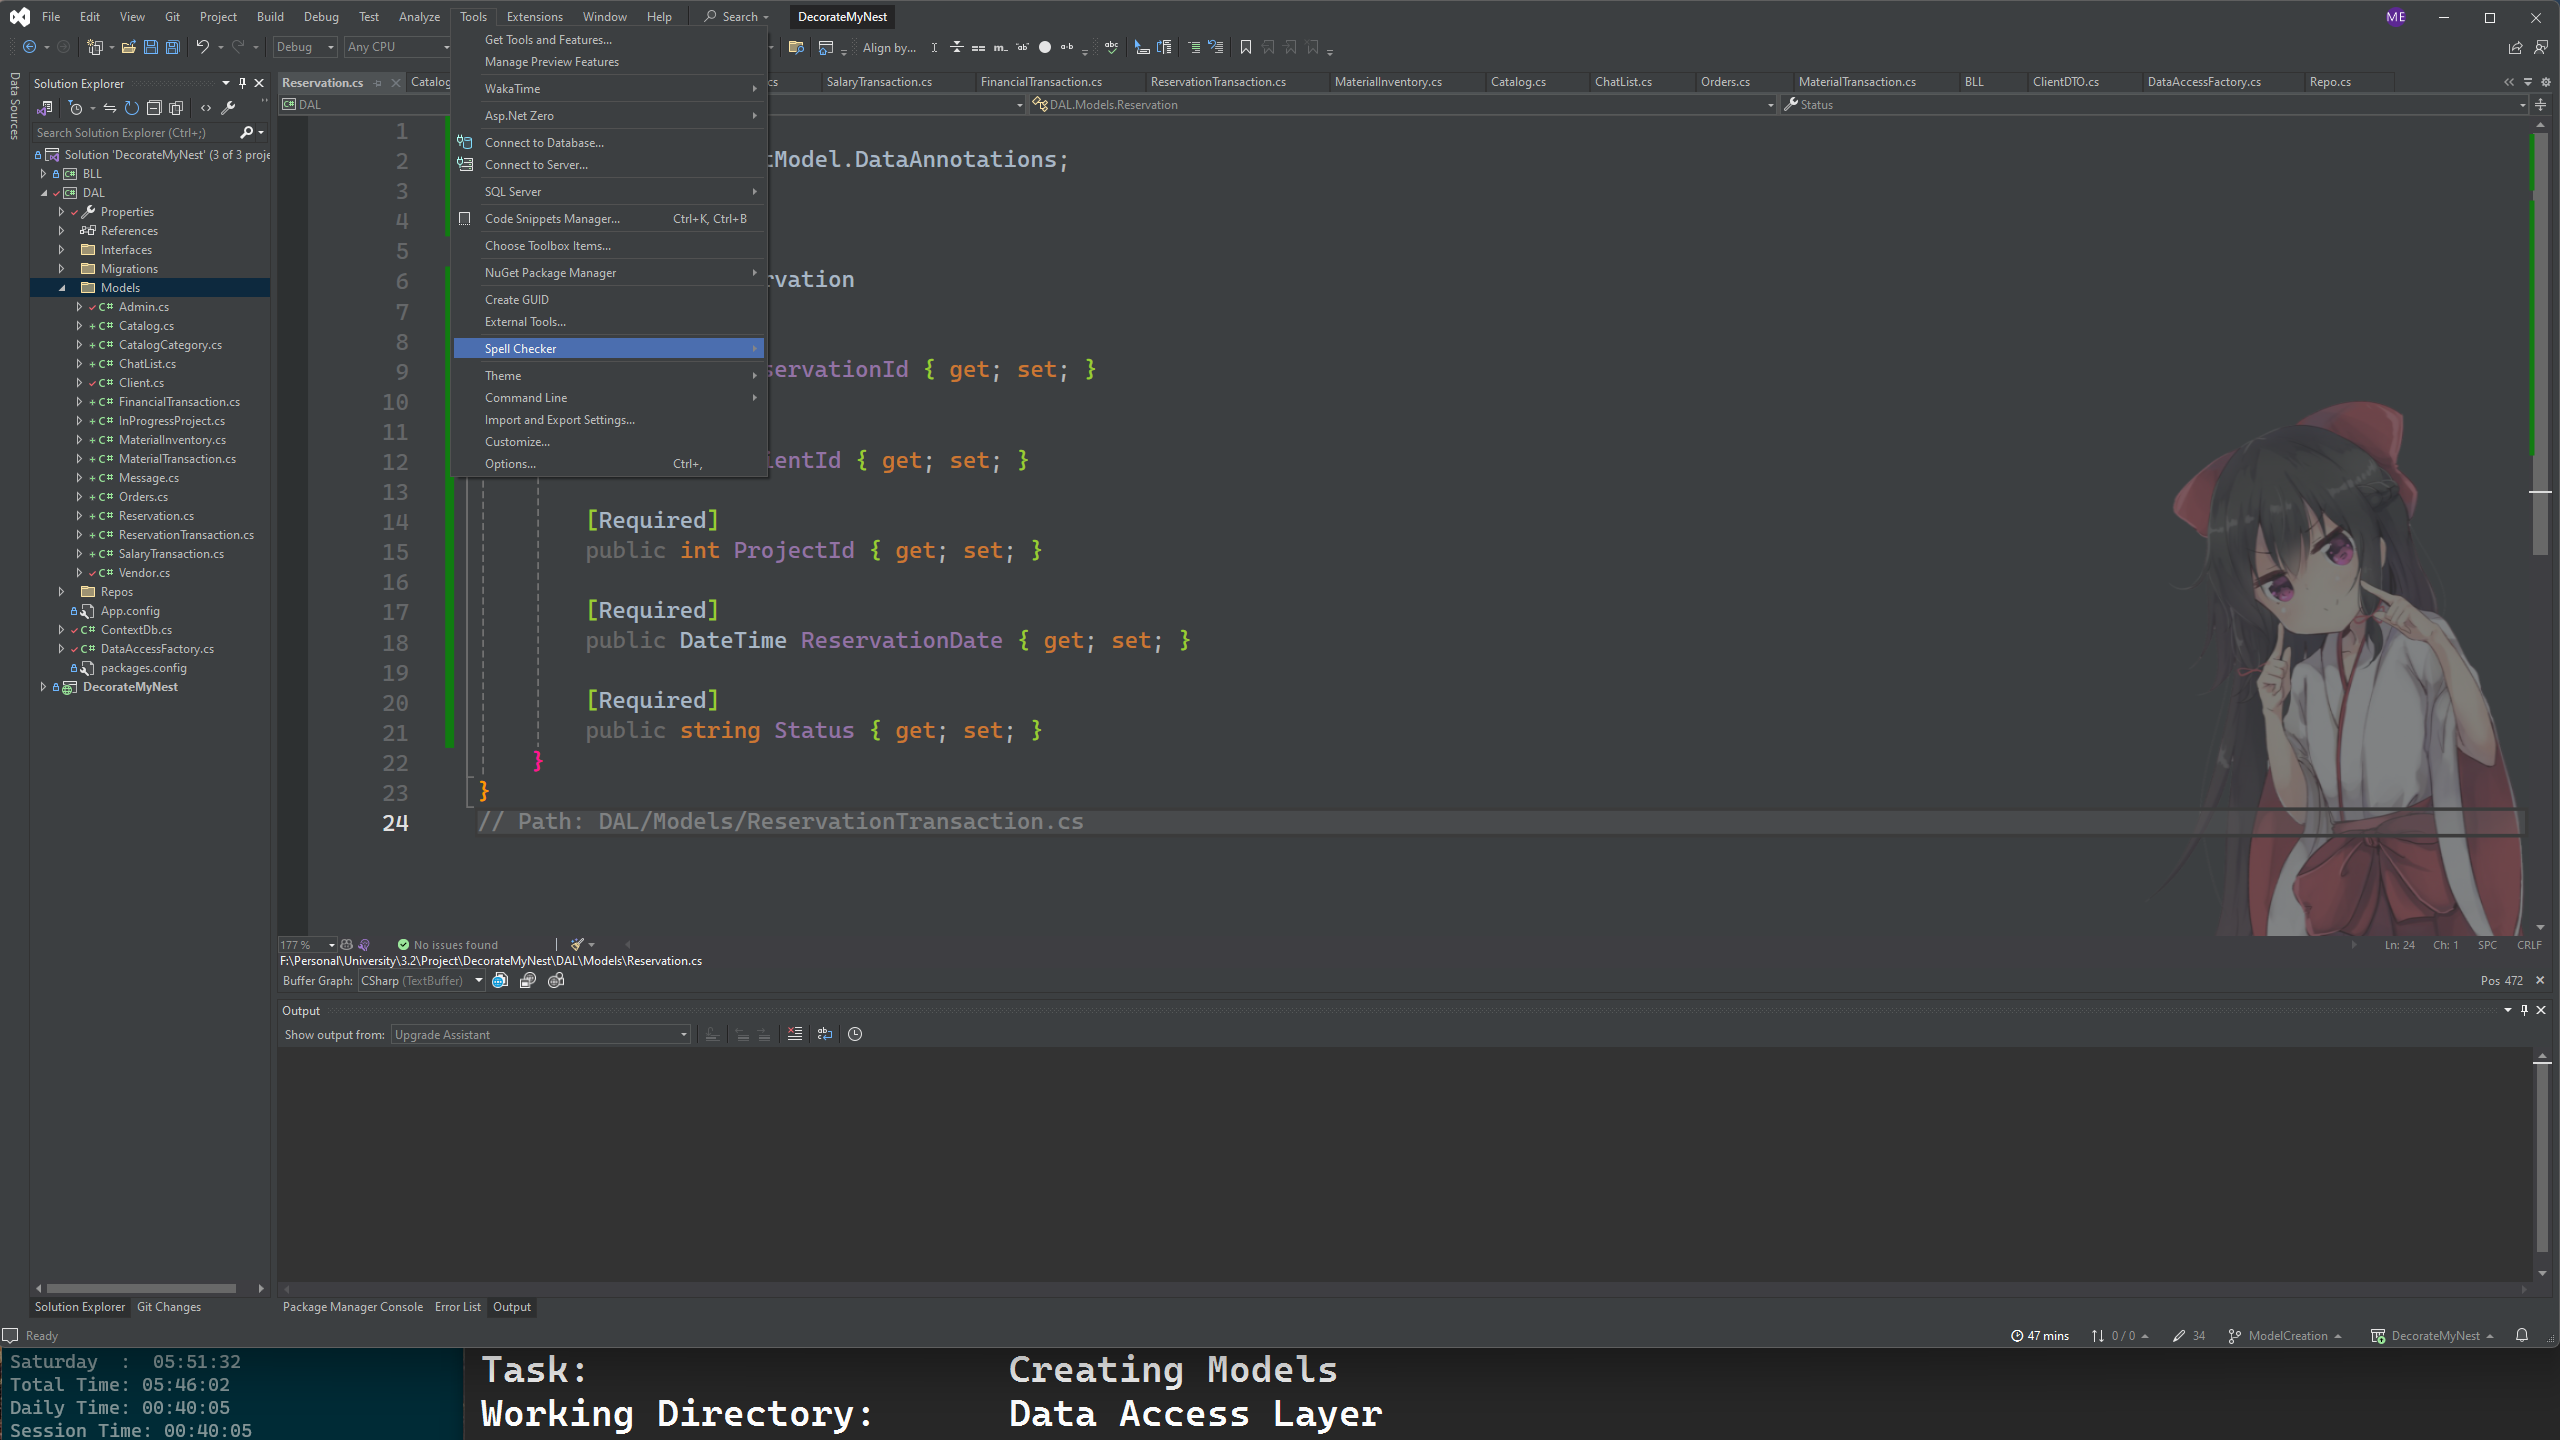 File Edit View Git Project Build Debug Test Analyze Tools Extensions Window Help Search DecorateMyNest ME
Debug Any CPU Align by...
Get Tools and Features...
Manage Preview Features
WakaTime
Asp.Net Zero
Connect to Database...
Connect to Server...
SQL Server
Code Snippets Manager... Ctrl+K, Ctrl+B
Choose Toolbox Items...
NuGet Package Manager
Create GUID
External Tools...
Spell Checker
Theme
Command Line
Import and Export Settings...
Customize...
Options... Ctrl+,
Data Sources
Solution Explorer
Search Solution Explorer (Ctrl+;)
Solution 'DecorateMyNest' (3 of 3 proje
BLL
DAL
Properties
References
Interfaces
Migrations
Models
C# Admin.cs
C# Catalog.cs
C# CatalogCategory.cs
C# ChatList.cs
C# Client.cs
C# FinancialTransaction.cs
C# InProgressProject.cs
C# MaterialInventory.cs
C# MaterialTransaction.cs
C# Message.cs
C# Orders.cs
C# Reservation.cs
C# ReservationTransaction.cs
C# SalaryTransaction.cs
C# Vendor.cs
Repos
App.config
C# ContextDb.cs
C# DataAccessFactory.cs
packages.config
DecorateMyNest
Solution Explorer Git Changes
Reservation.cs Catalog cs SalaryTransaction.cs FinancialTransaction.cs ReservationTransaction.cs MaterialInventory.cs Catalog.cs ChatList.cs Orders.cs MaterialTransaction.cs BLL ClientDTO.cs DataAccessFactory.cs Repo.cs
C# DAL DAL.Models.Reservation Status
1
2 tModel.DataAnnotations;
3
4
5
6 rvation
7
8
9 servationId { get; set; }
10
11
12 ientId { get; set; }
13
14 [Required]
15 public int ProjectId { get; set; }
16
17 [Required]
18 public DateTime ReservationDate { get; set; }
19
20 [Required]
21 public string Status { get; set; }
22 }
23 }
24 // Path: DAL/Models/ReservationTransaction.cs
177 % No issues found Ln: 24 Ch: 1 SPC CRLF
F:\Personal\University\3.2\Project\DecorateMyNest\DAL\Models\Reservation.cs
Buffer Graph: CSharp (TextBuffer) Pos 472
Output
Show output from: Upgrade Assistant
Package Manager Console Error List Output
Ready 47 mins 0 / 0 34 ModelCreation DecorateMyNest
Saturday : 05:51:32
Total Time: 05:46:02
Daily Time: 00:40:05
Session Time: 00:40:05
Task: Creating Models
Working Directory: Data Access Layer